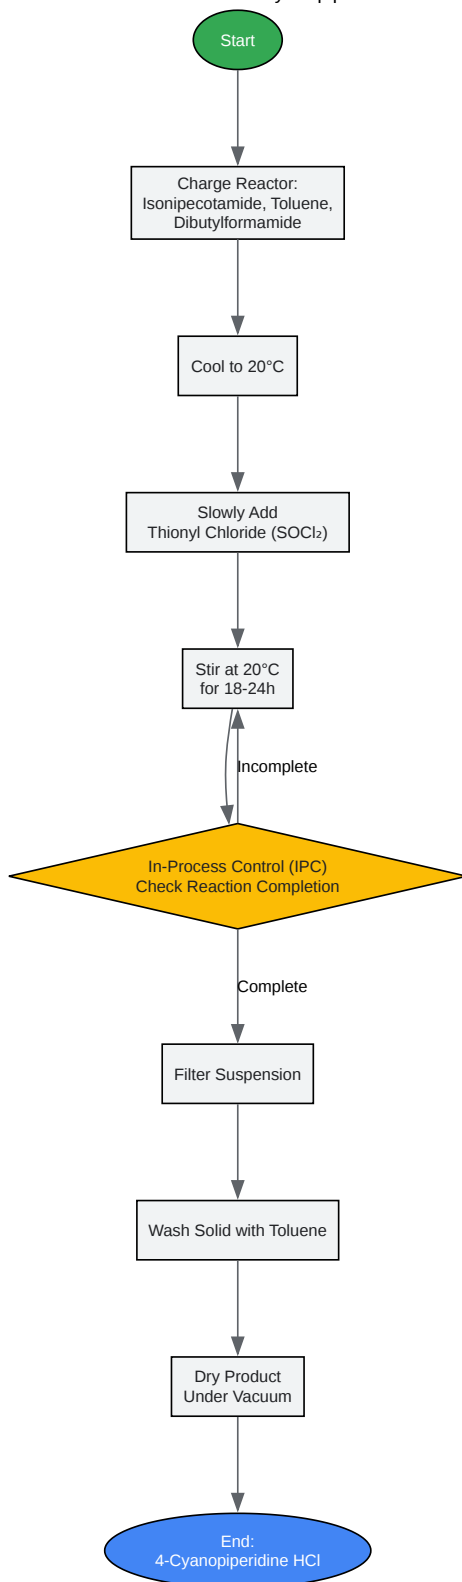 Start
Charge Reactor:
Isonipecotamide, Toluene,
Dibutylformamide
Cool to 20°C
Slowly Add
Thionyl Chloride (SOCl₂)
Stir at 20°C
for 18-24h
Incomplete
In-Process Control (IPC)
Check Reaction Completion
Complete
Filter Suspension
Wash Solid with Toluene
Dry Product
Under Vacuum
End:
4-Cyanopiperidine HCl